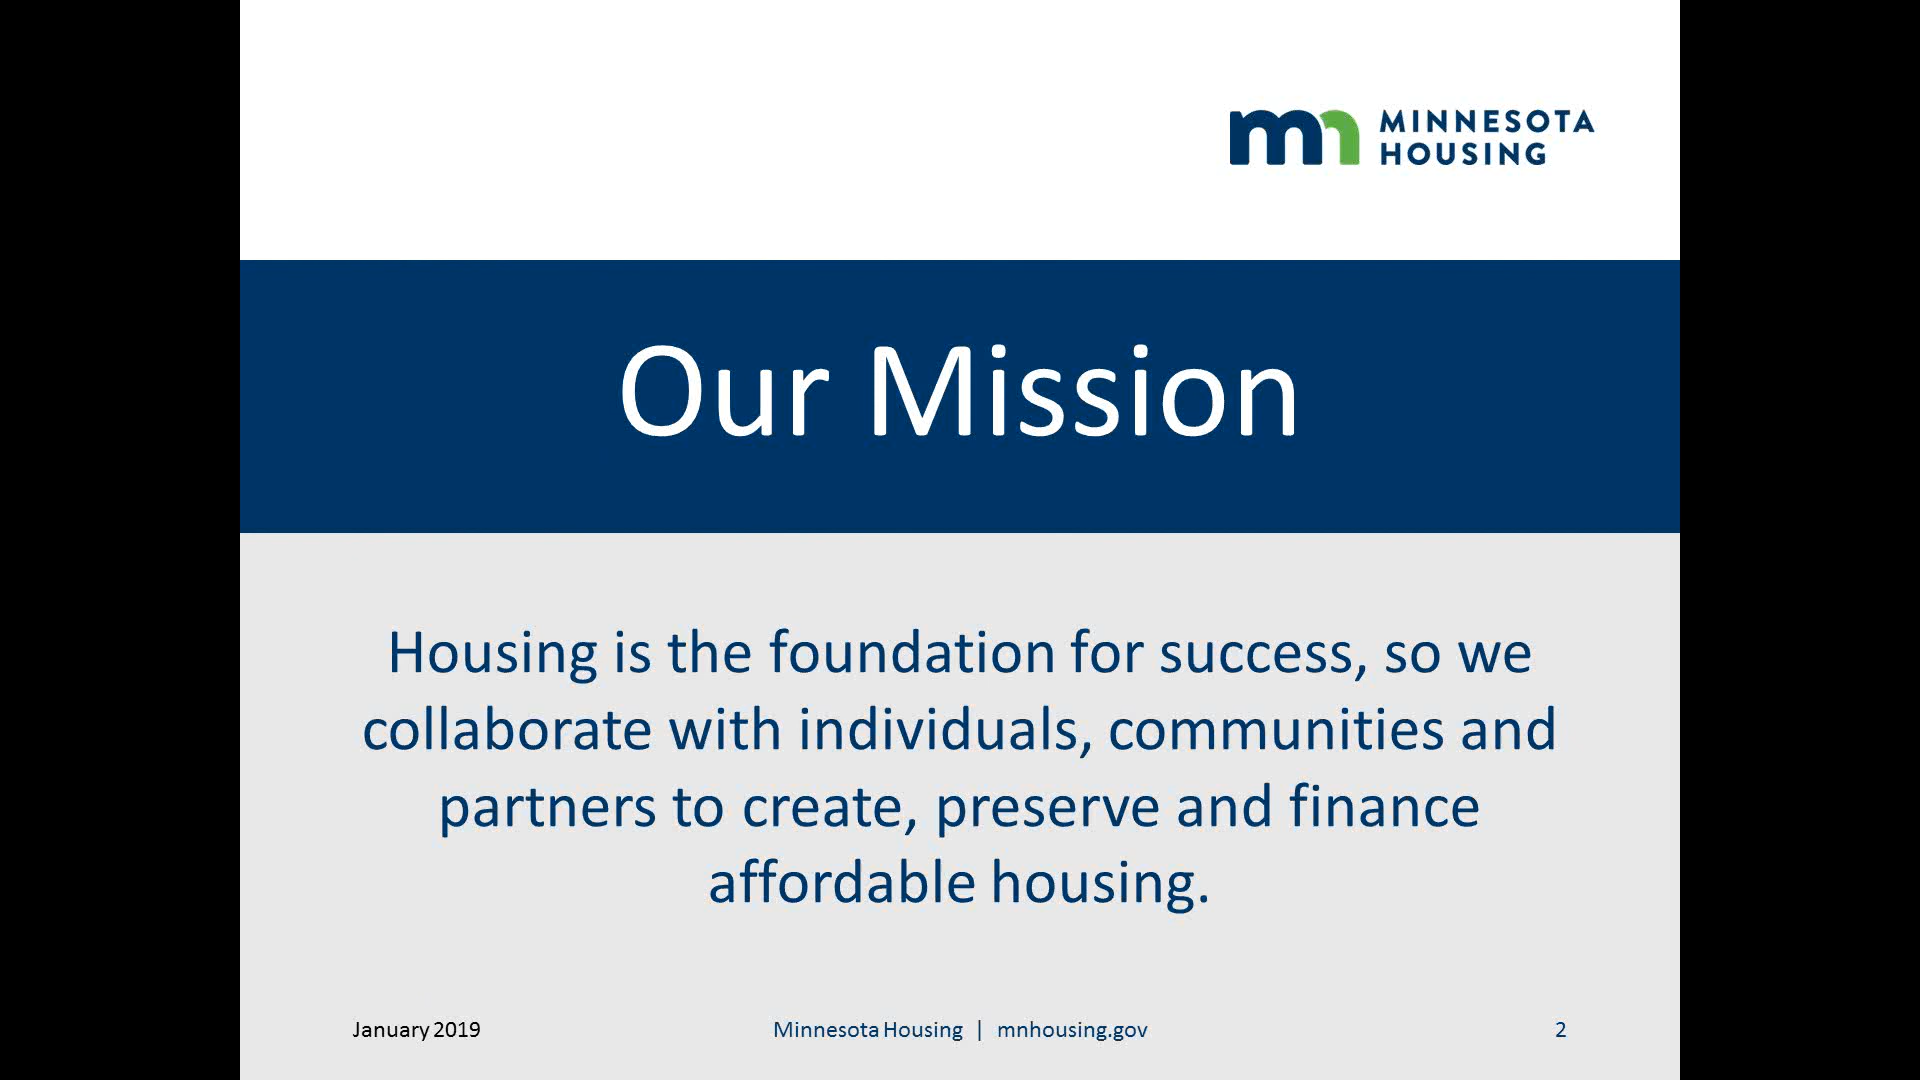 MINNESOTA
HOUSING
Our Mission
Housing is the foundation for success, so we
collaborate with individuals, communities and
partners to create, preserve and finance
affordable housing.
January 2019
Minnesota Housing | mnhousing.gov
2